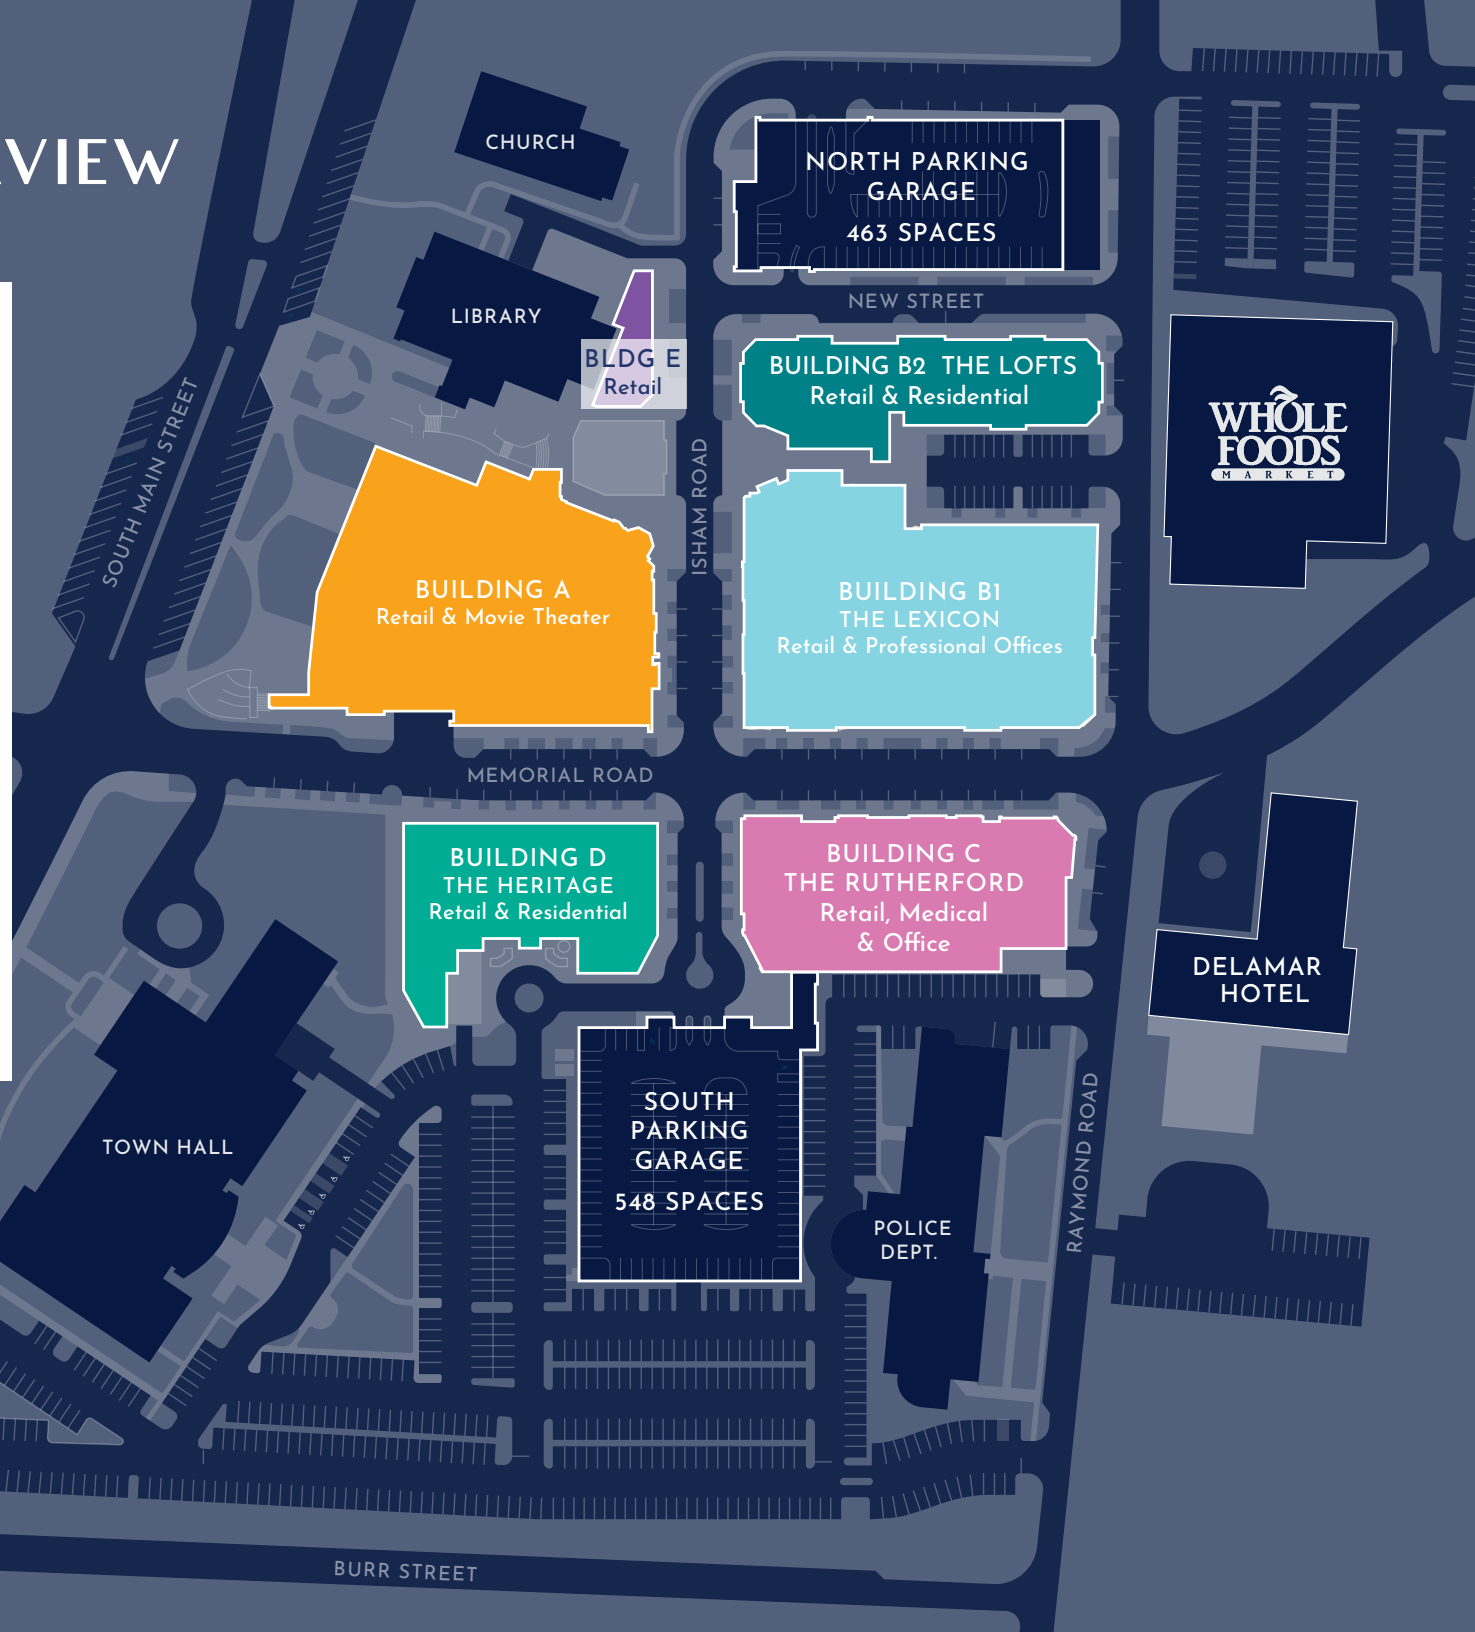 VIEW
CHURCH
NORTH PARKING
GARAGE
463 SPACES
LIBRARY
NEW STREET
BLDG E
Retail
BUILDING B2 THE LOFTS
Retail & Residential
WHOLE
FOODS
MARKET
SOUTH MAIN STREET
ISHAM ROAD
BUILDING A
Retail & Movie Theater
BUILDING B1
THE LEXICON
Retail & Professional Offices
MEMORIAL ROAD
BUILDING D
THE HERITAGE
Retail & Residential
BUILDING C
THE RUTHERFORD
Retail, Medical
& Office
DELAMAR
HOTEL
SOUTH
PARKING
GARAGE
548 SPACES
TOWN HALL
RAYMOND ROAD
POLICE
DEPT.
BURR STREET